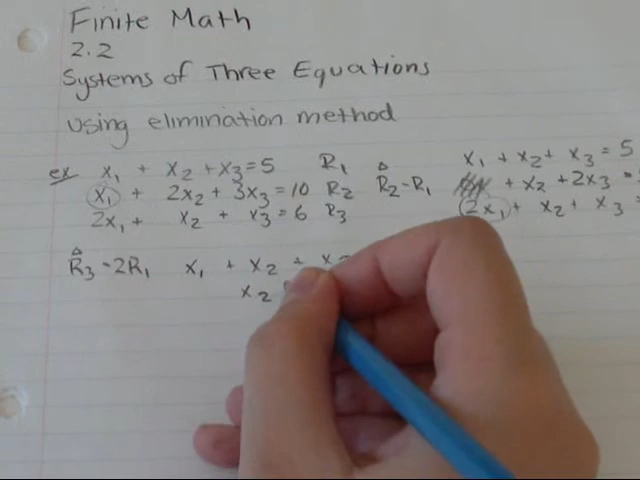 Finite Math
2.2
Systems of Three Equations
using elimination method
ex x₁ + x₂ + x₃ = 5 R₁
x₁ + 2x₂ + 3x₃ = 10 R₂
2x₁ + x₂ + x₃ = 6 R₃
△
R₂ - R₁
x₁ + x₂ + x₃ = 5
+ x₂ + 2x₃ =
2x₁ + x₂ + x₃ =
△
R₃ - 2R₁ x₁ + x₂ +
x₂